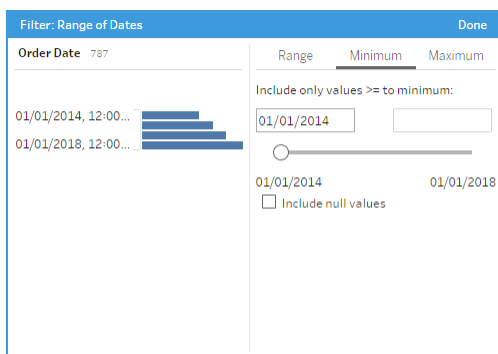 Filter: Range of Dates Done
Order Date 787
01/01/2014, 12:00...
01/01/2018, 12:00...
Range Minimum Maximum
Include only values >= to minimum:
01/01/2014
01/01/2014 01/01/2018
Include null values